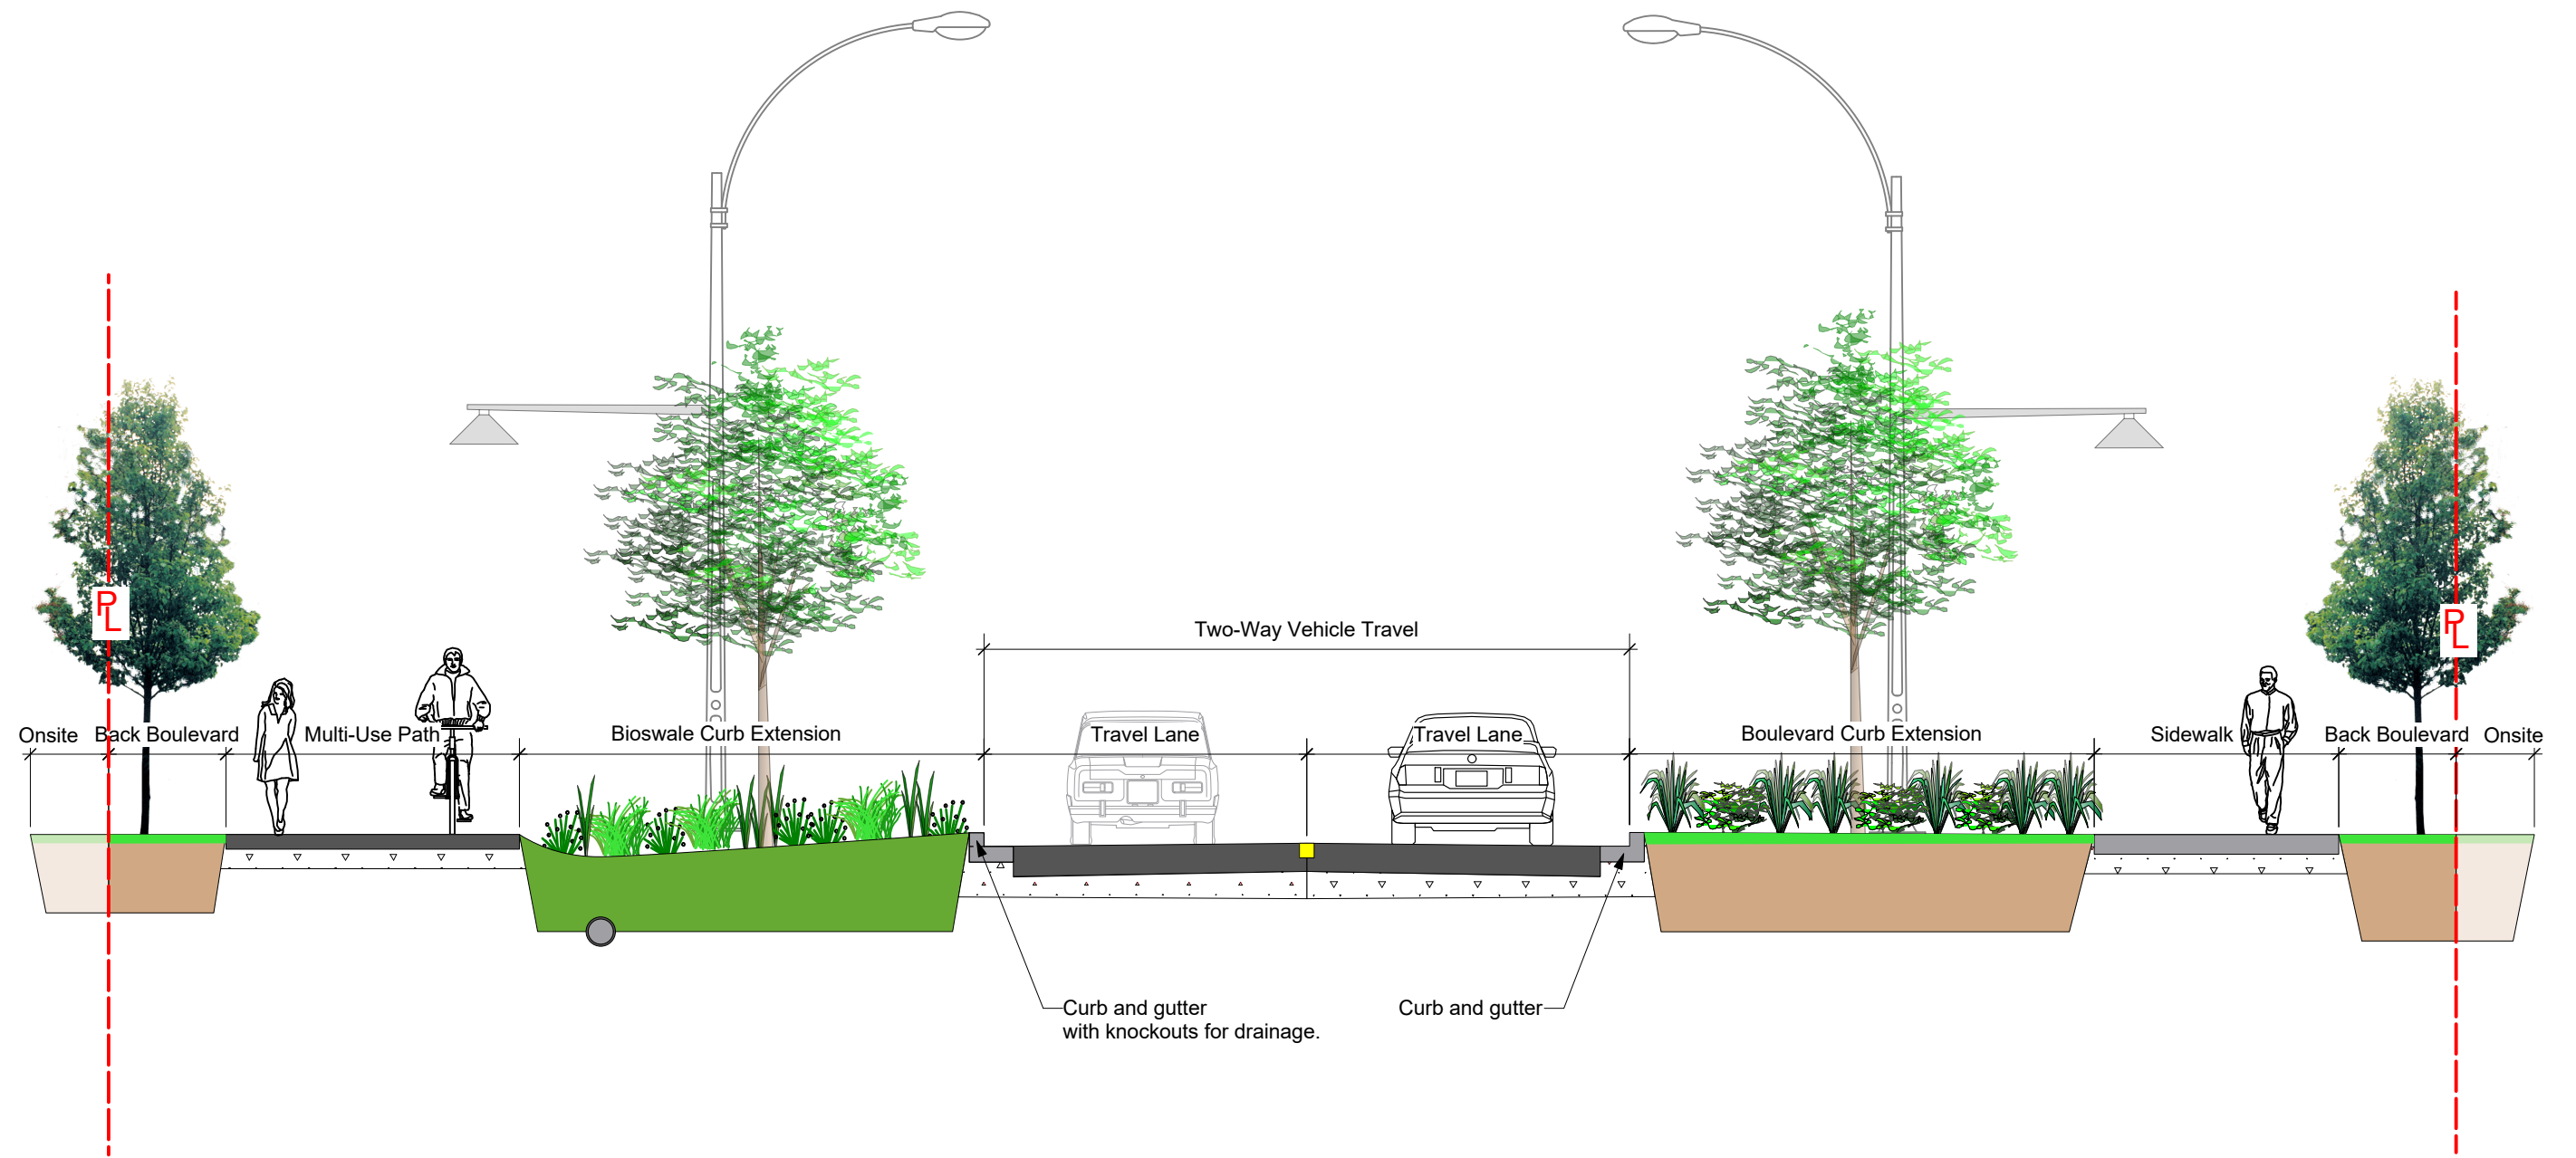 Two-Way Vehicle Travel
PL
PL
Onsite
Back Boulevard
Multi-Use Path
Bioswale Curb Extension
Travel Lane
Travel Lane
Boulevard Curb Extension
Sidewalk
Back Boulevard
Onsite
Curb and gutter
with knockouts for drainage.
Curb and gutter